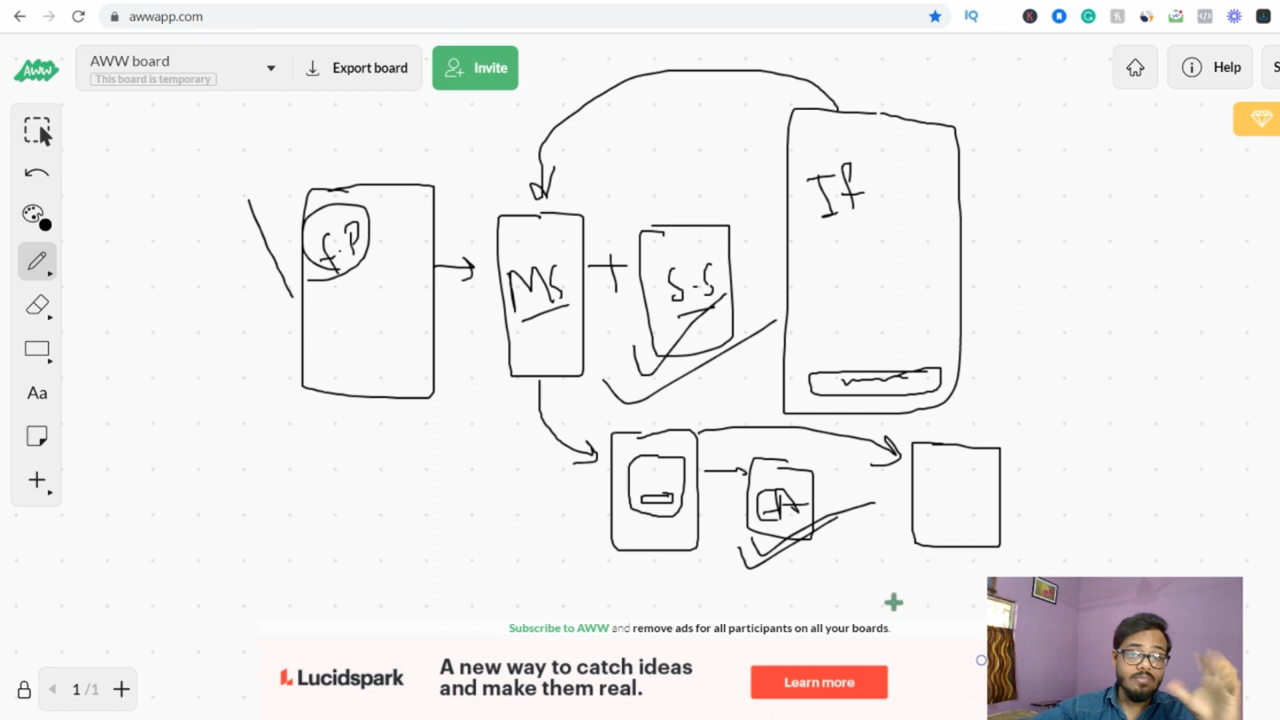 awwapp.com
IQ
AWW
AWW board
This board is temporary
Export board
Invite
Help
S
If
f.P
MS
+
S.S
Aa
Subscribe to AWW and remove ads for all participants on all your boards.
Lucidspark
A new way to catch ideas
and make them real.
Learn more
1 / 1